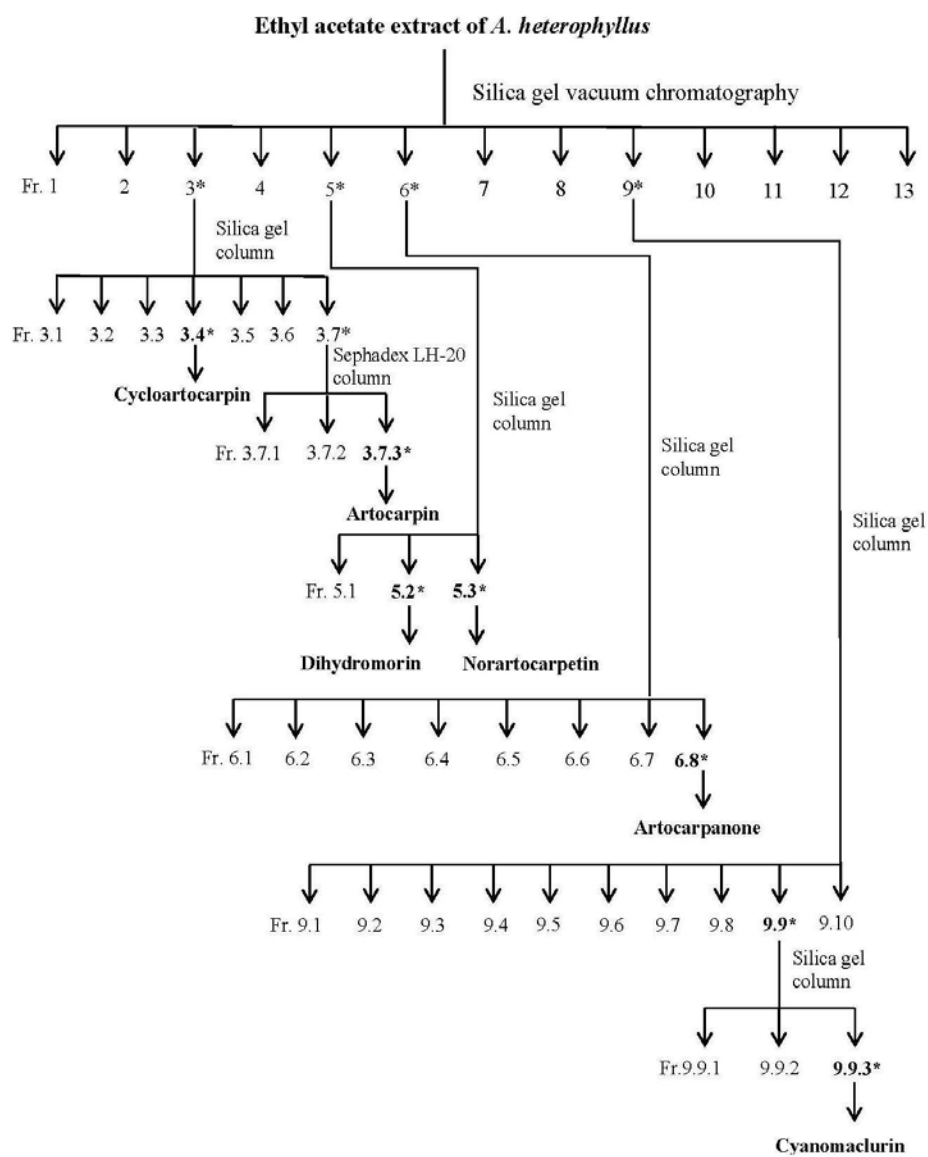 Ethyl acetate extract of A. heterophyllus
Silica gel vacuum chromatography
Fr. 1 2 3* 4 5* 6* 7 8 9* 10 11 12 13
Silica gel
column
Fr. 3.1 3.2 3.3 3.4* 3.5 3.6 3.7*
Sephadex LH-20
column
Cycloartocarpin
Silica gel
column
Silica gel
column
Fr. 3.7.1 3.7.2 3.7.3*
Artocarpin
Silica gel
column
Fr. 5.1 5.2* 5.3*
Dihydromorin Norartocarpetin
Fr. 6.1 6.2 6.3 6.4 6.5 6.6 6.7 6.8*
Artocarpanone
Fr. 9.1 9.2 9.3 9.4 9.5 9.6 9.7 9.8 9.9* 9.10
Silica gel
column
Fr.9.9.1 9.9.2 9.9.3*
Cyanomaclurin